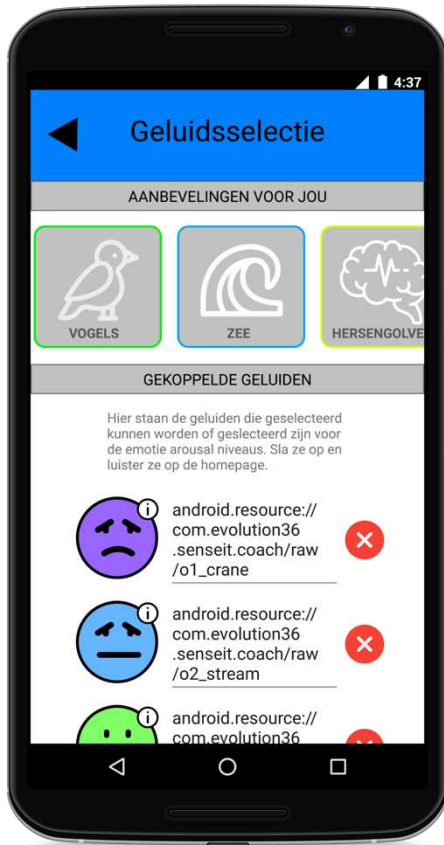 4:37
Geluidsselectie
AANBEVELINGEN VOOR JOU
VOGELS
ZEE
HERSENGOLVE
GEKOPPELDE GELUIDEN
Hier staan de geluiden die geselecteerd
kunnen worden of geslecteerd zijn voor
de emotie arousal niveaus. Sla ze op en
luister ze op de homepage.
i
android.resource://
com.evolution36
.senseit.coach/raw
/o1_crane
i
android.resource://
com.evolution36
.senseit.coach/raw
/o2_stream
i
android.resource://
com.evolution36